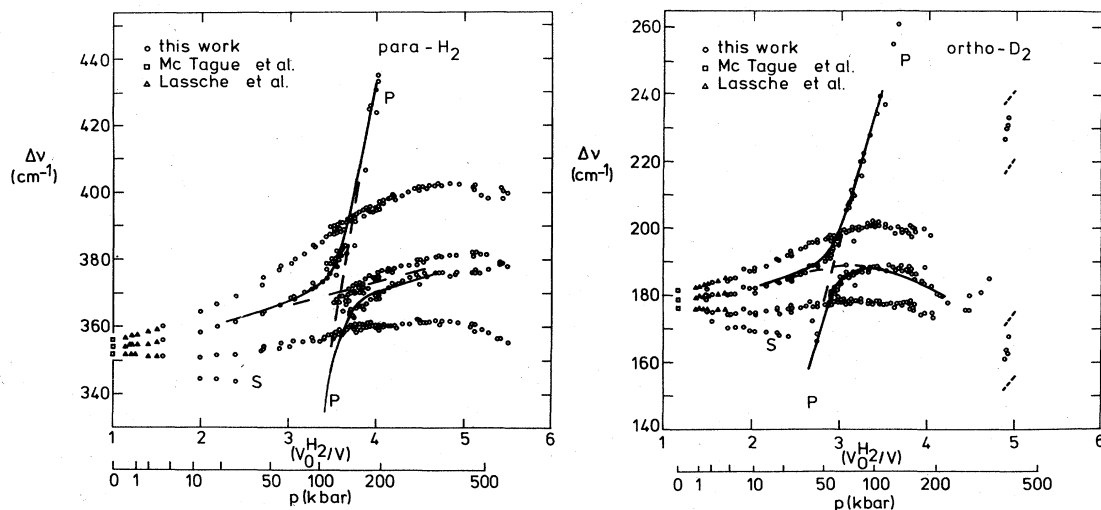 para-H2
○ this work
□ Mc Tague et al.
▲ Lassche et al.
Δν
(cm-1)
440
420
400
380
360
340
P
S
P
1 2 3 4 5 6
(V0H2/V)
0 1 50 100 200 500
p(kbar)
ortho-D2
○ this work
□ Mc Tague et al.
▲ Lassche et al.
Δν
(cm-1)
260
240
220
200
180
160
140
P
S
P
1 2 3 4 5 6
(V0H2/V)
0 1 50 100 200 500
p(kbar)